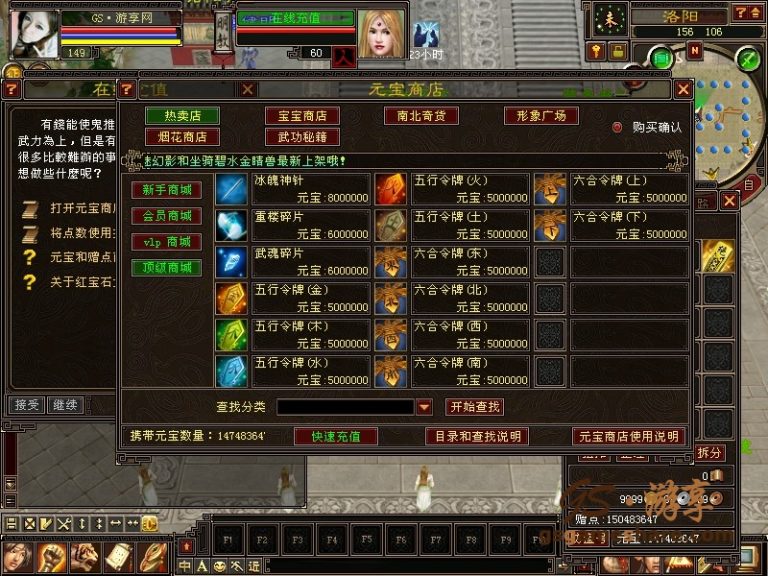 GS·游享网
149
在线充值
60
23小时
洛阳
156 106
未
N
元宝商店
热卖店
宝宝商店
南北奇货
形象广场
烟花商店
武功秘籍
购买确认
幻影和坐骑碧水金睛兽最新上架哦!
新手商城
会员商城
vlp 商城
顶级商城
冰魄神针
元宝:8000000
五行令牌(火)
元宝:5000000
六合令牌(上)
元宝:5000000
重楼碎片
元宝:6000000
五行令牌(土)
元宝:5000000
六合令牌(下)
元宝:5000000
武魂碎片
元宝:6000000
六合令牌(东)
元宝:5000000
五行令牌(金)
元宝:5000000
六合令牌(北)
元宝:5000000
五行令牌(木)
元宝:5000000
六合令牌(西)
元宝:5000000
五行令牌(水)
元宝:5000000
六合令牌(南)
元宝:5000000
查找分类
开始查找
携带元宝数量:14748364
快速充值
目录和查找说明
元宝商店使用说明
有錢能使鬼推
武力為上,但是有
很多比較難辦的事
想做些什麼呢?
打开元宝商
将点数使用
元宝和赠点
关于红宝石
接受
继续
拆分
赠点:150483647
F1 F2 F3 F4 F5 F6 F7 F8 F9
中 A 近